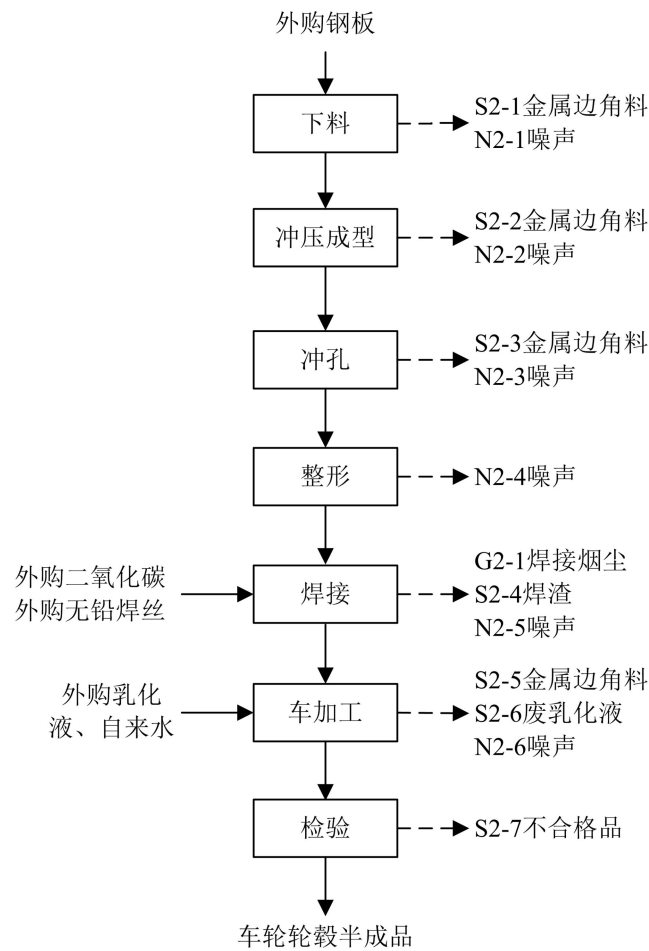 外购钢板
下料
S2-1金属边角料
N2-1噪声
冲压成型
S2-2金属边角料
N2-2噪声
冲孔
S2-3金属边角料
N2-3噪声
整形
N2-4噪声
外购二氧化碳
外购无铅焊丝
焊接
G2-1焊接烟尘
S2-4焊渣
N2-5噪声
外购乳化
液、自来水
车加工
S2-5金属边角料
S2-6废乳化液
N2-6噪声
检验
S2-7不合格品
车轮轮毂半成品